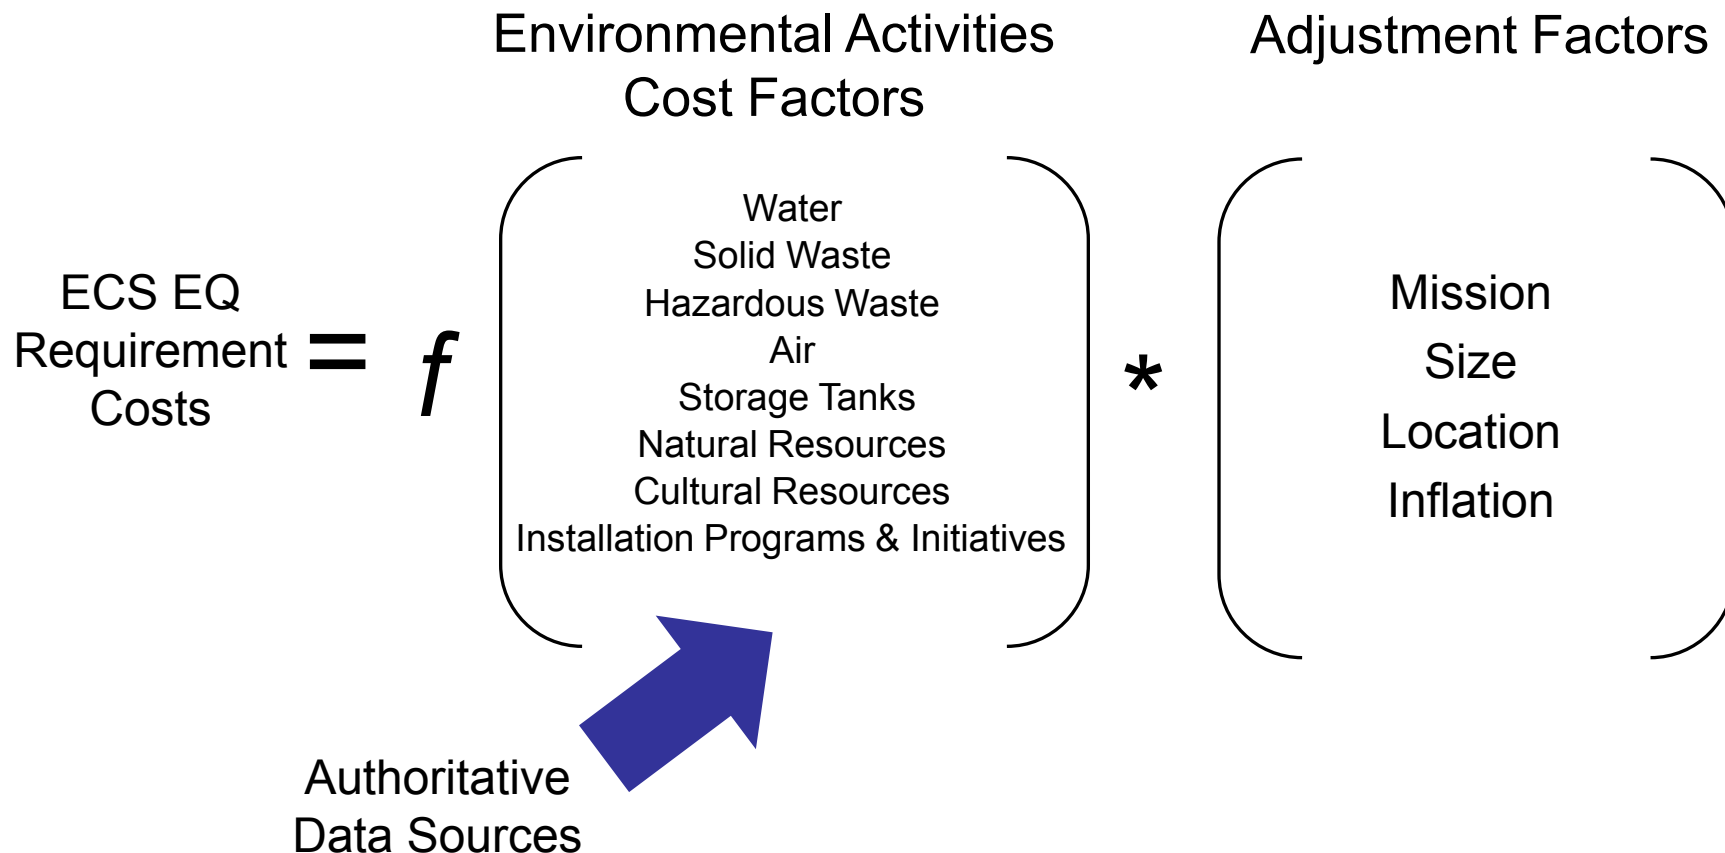 Environmental Activities
Cost Factors
Adjustment Factors
ECS EQ
Requirement
Costs
=
f
Water
Solid Waste
Hazardous Waste
Air
Storage Tanks
Natural Resources
Cultural Resources
Installation Programs & Initiatives
*
Mission
Size
Location
Inflation
Authoritative
Data Sources